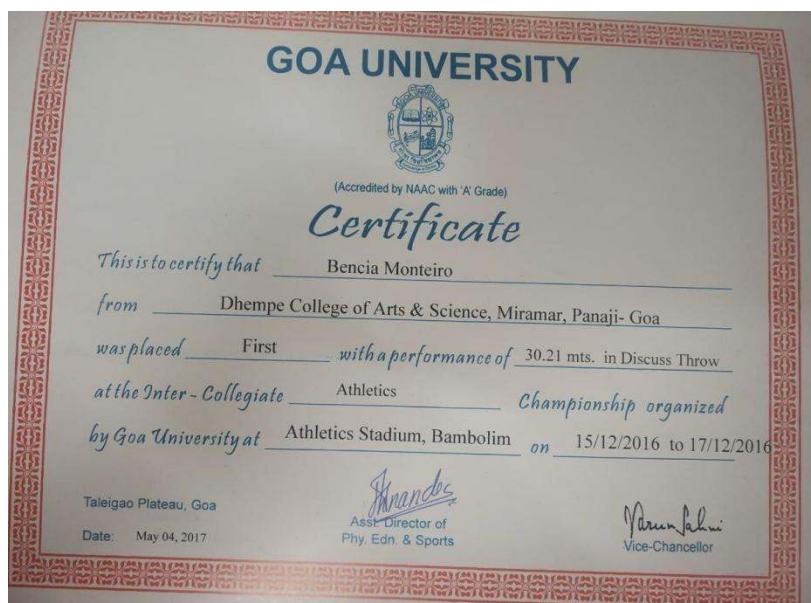 GOA UNIVERSITY
(Accredited by NAAC with 'A' Grade)
Certificate
This is to certify that Bencia Monteiro
from Dhempe College of Arts & Science, Miramar, Panaji- Goa
was placed First with a performance of 30.21 mts. in Discuss Throw
at the Inter - Collegiate Athletics Championship organized
by Goa University at Athletics Stadium, Bambolim on 15/12/2016 to 17/12/2016
Taleigao Plateau, Goa
Date: May 04, 2017
Asst. Director of
Phy. Edn. & Sports
Varun Sahni
Vice-Chancellor